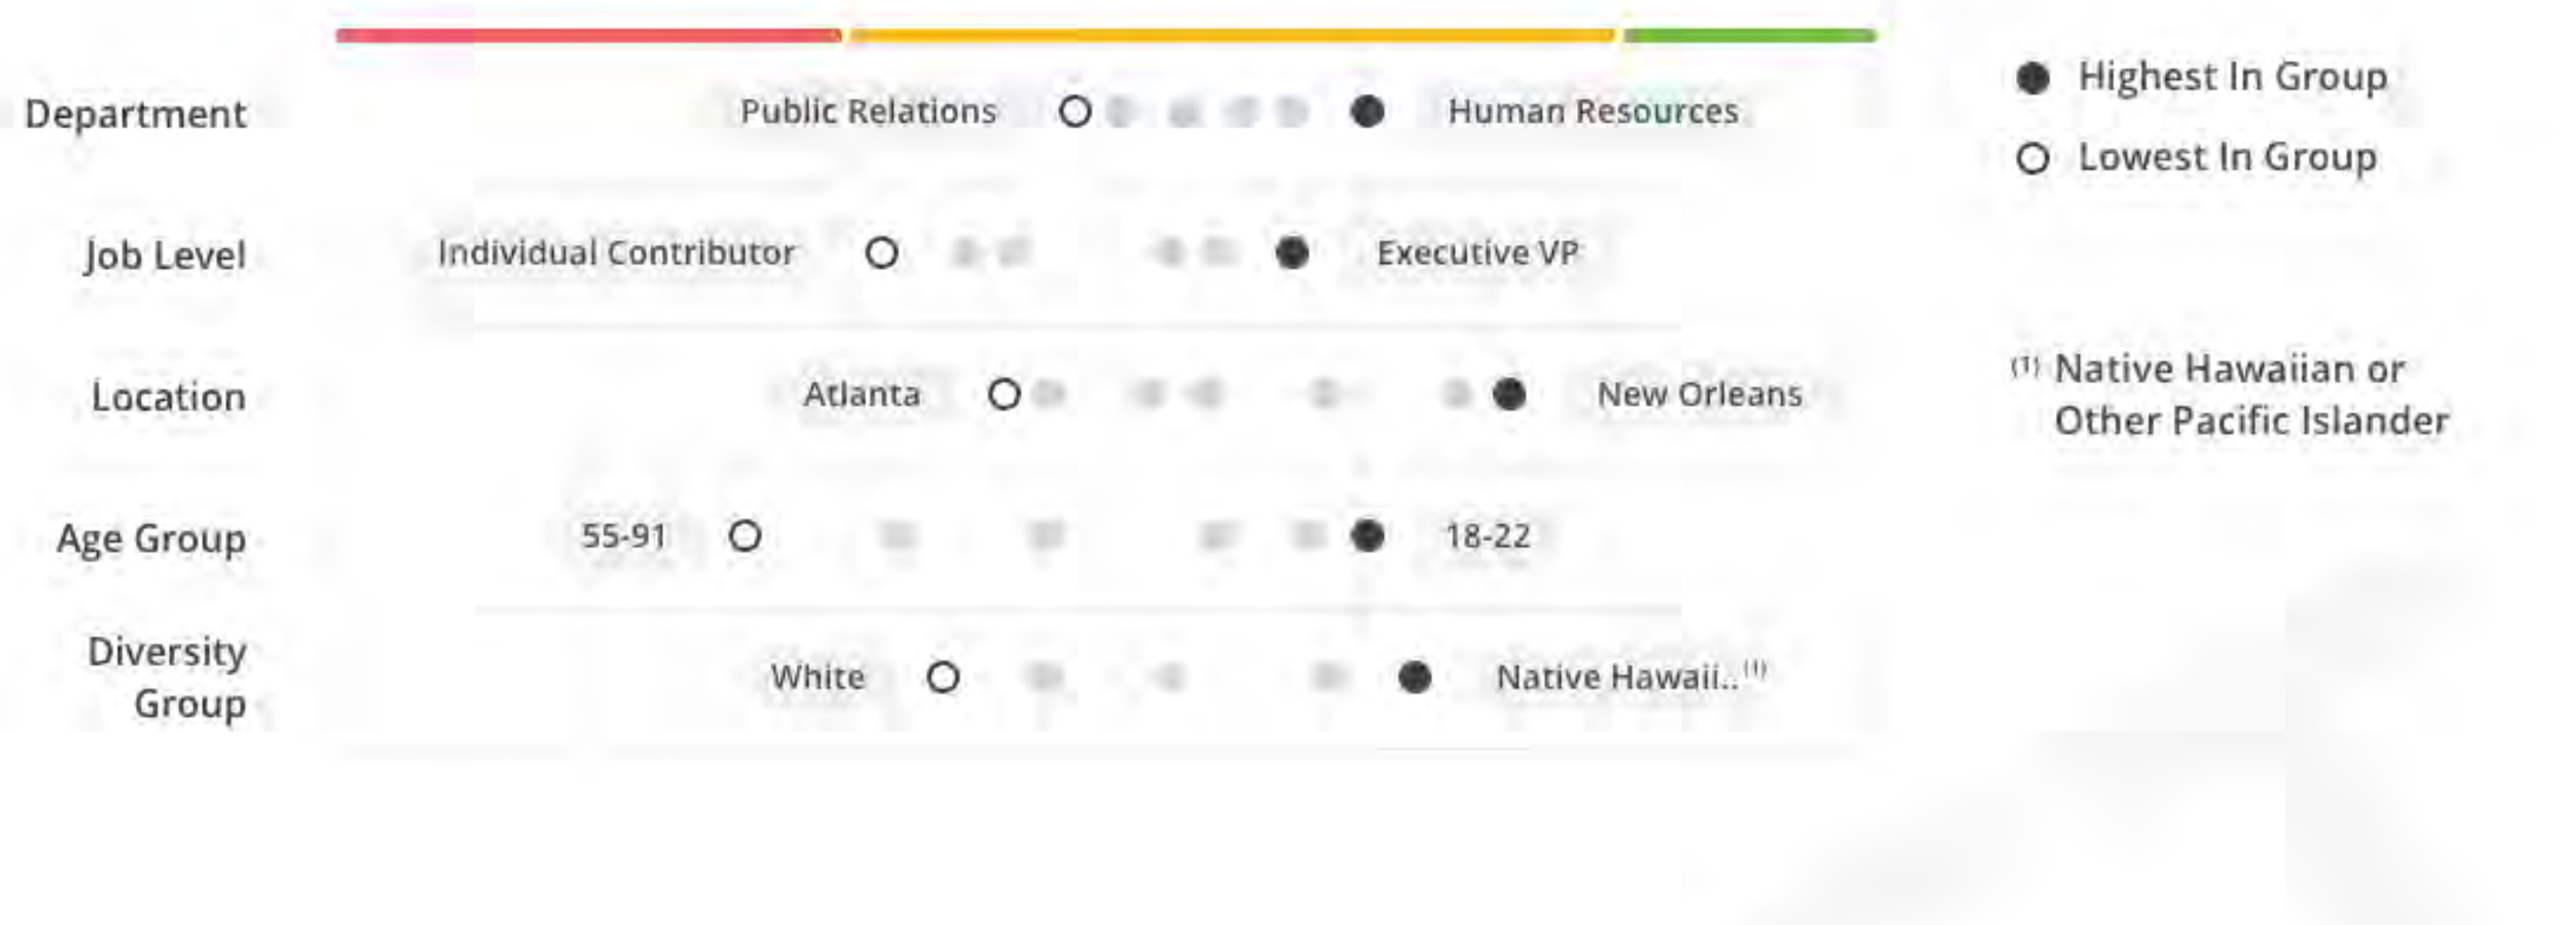 Department
Public Relations
Human Resources
Job Level
Individual Contributor
Executive VP
Location
Atlanta
New Orleans
Age Group
55-91
18-22
Diversity
Group
White
Native Hawaii..(1)
Highest In Group
Lowest In Group
(1) Native Hawaiian or
Other Pacific Islander